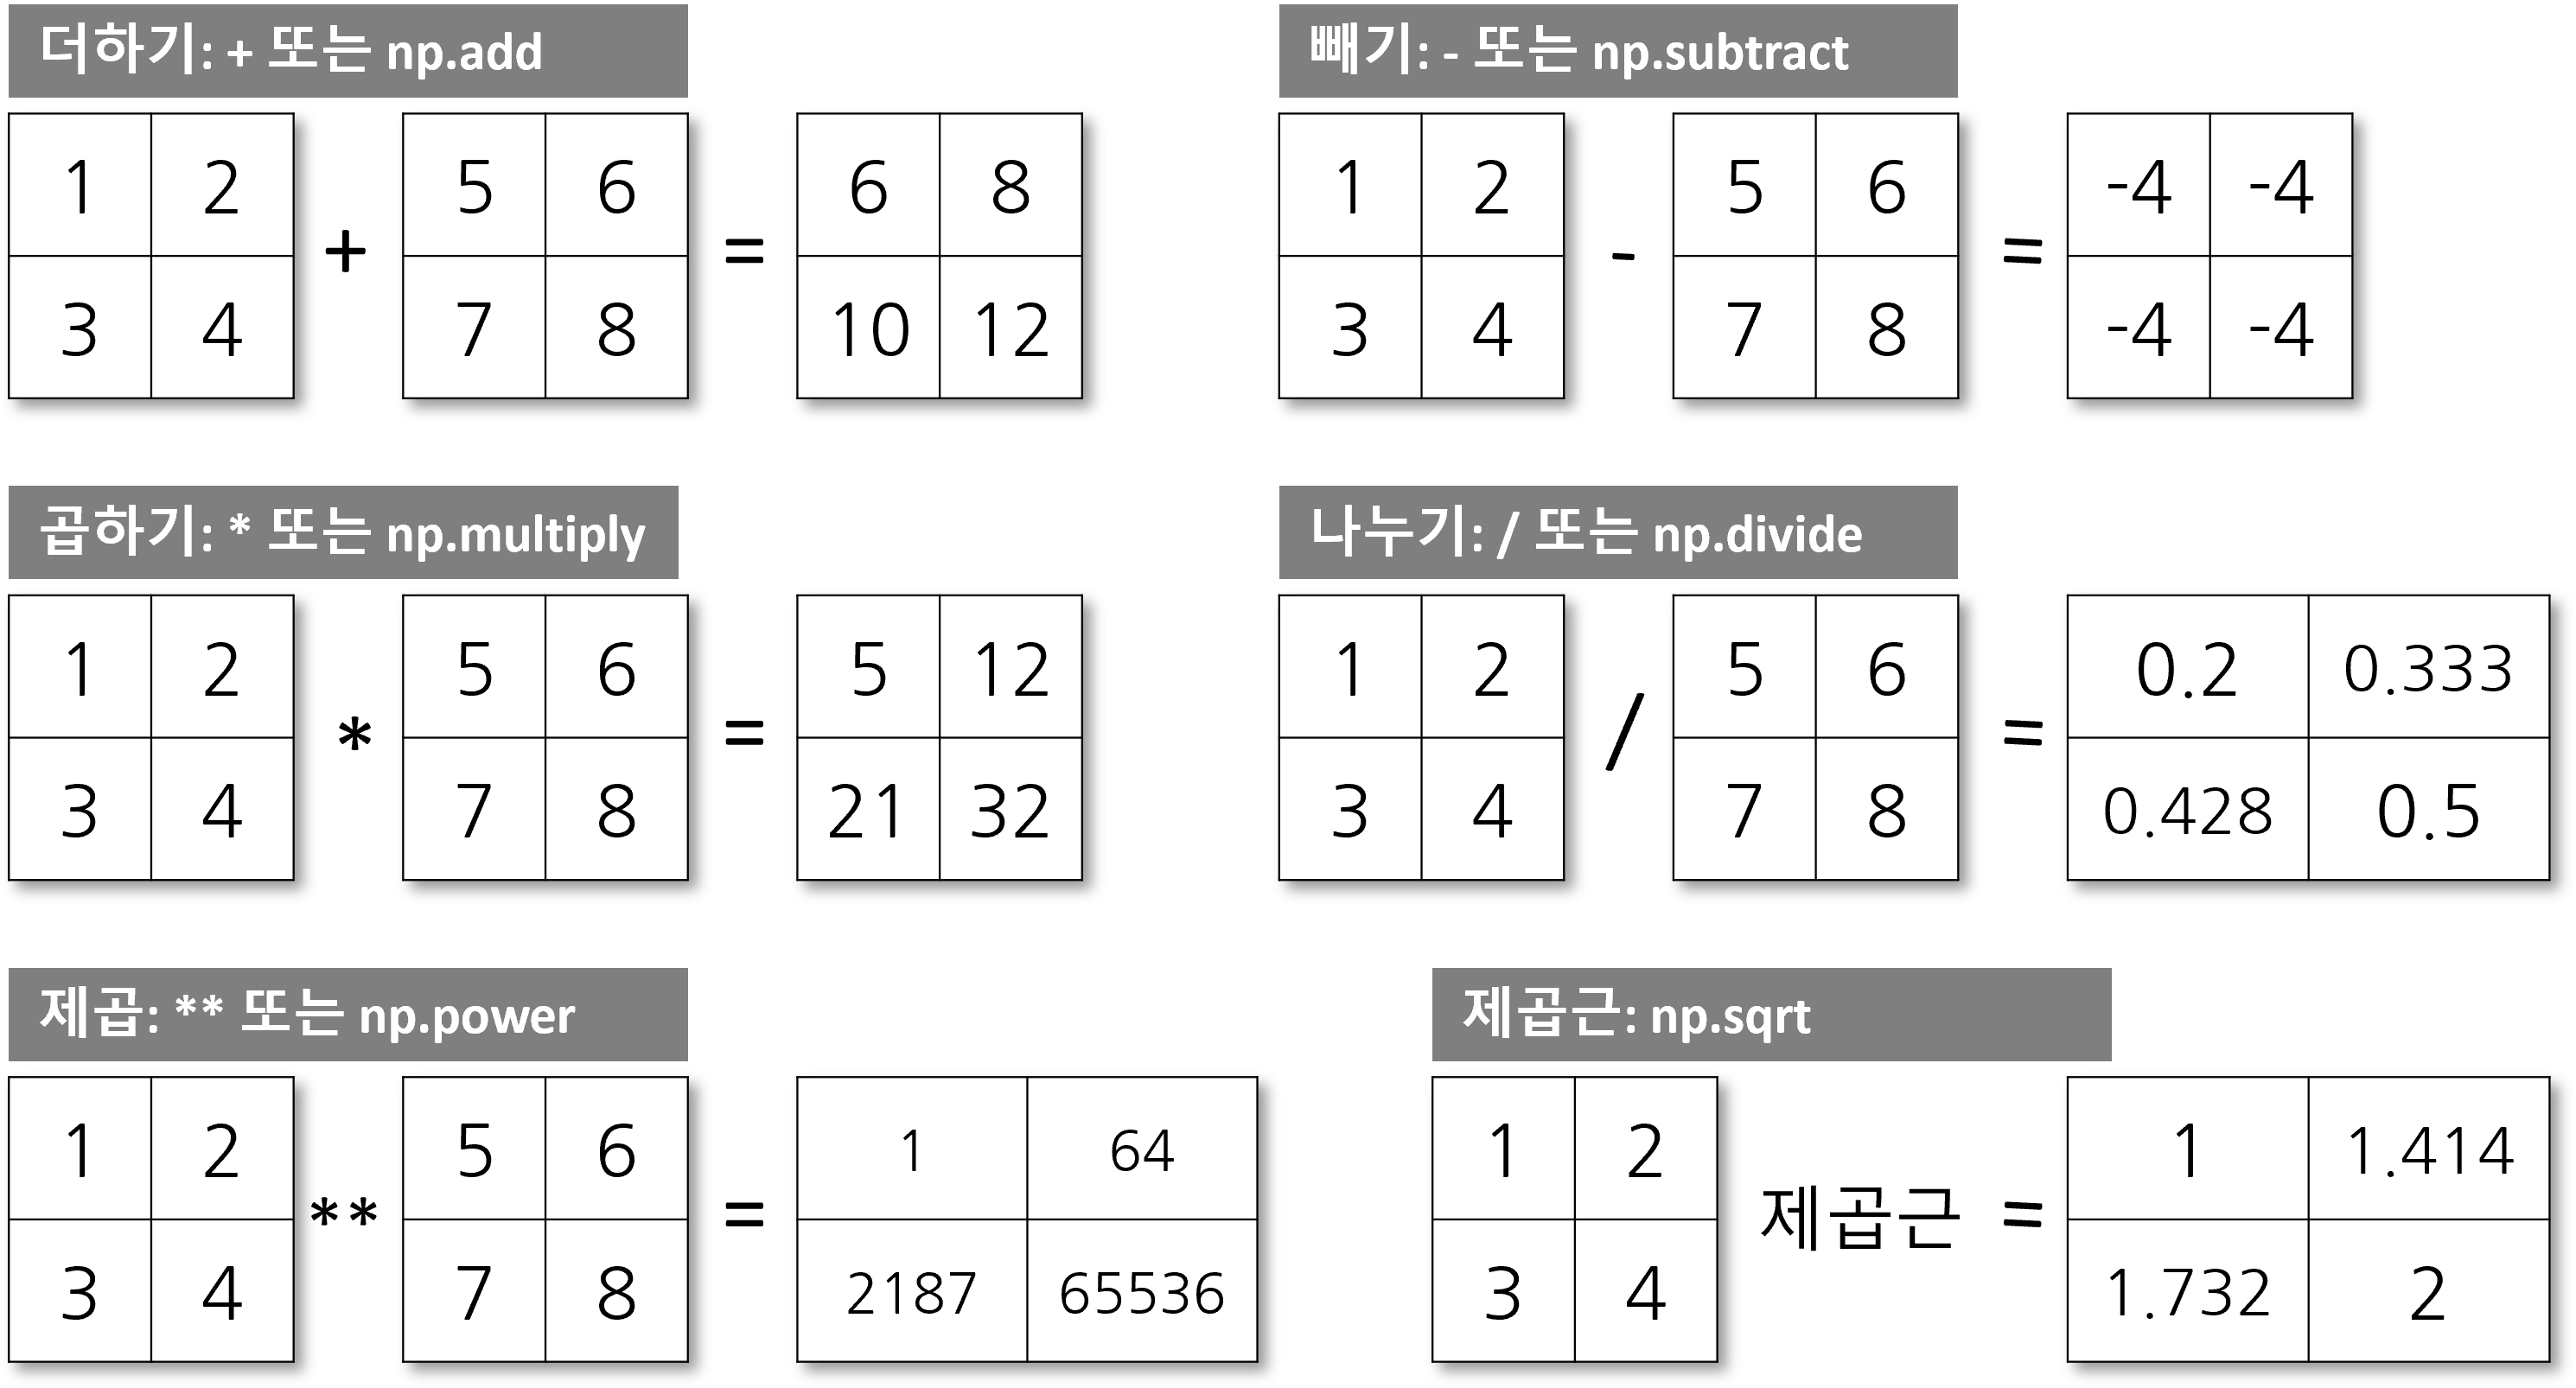 더하기: + 또는 np.add
1 2 + 5 6 = 6 8
3 4 7 8 10 12
빼기: - 또는 np.subtract
1 2 - 5 6 = -4 -4
3 4 7 8 -4 -4
곱하기: * 또는 np.multiply
1 2 * 5 6 = 5 12
3 4 7 8 21 32
나누기: / 또는 np.divide
1 2 / 5 6 = 0.2 0.333
3 4 7 8 0.428 0.5
제곱: ** 또는 np.power
1 2 ** 5 6 = 1 64
3 4 7 8 2187 65536
제곱근: np.sqrt
1 2 제곱근 = 1 1.414
3 4 1.732 2